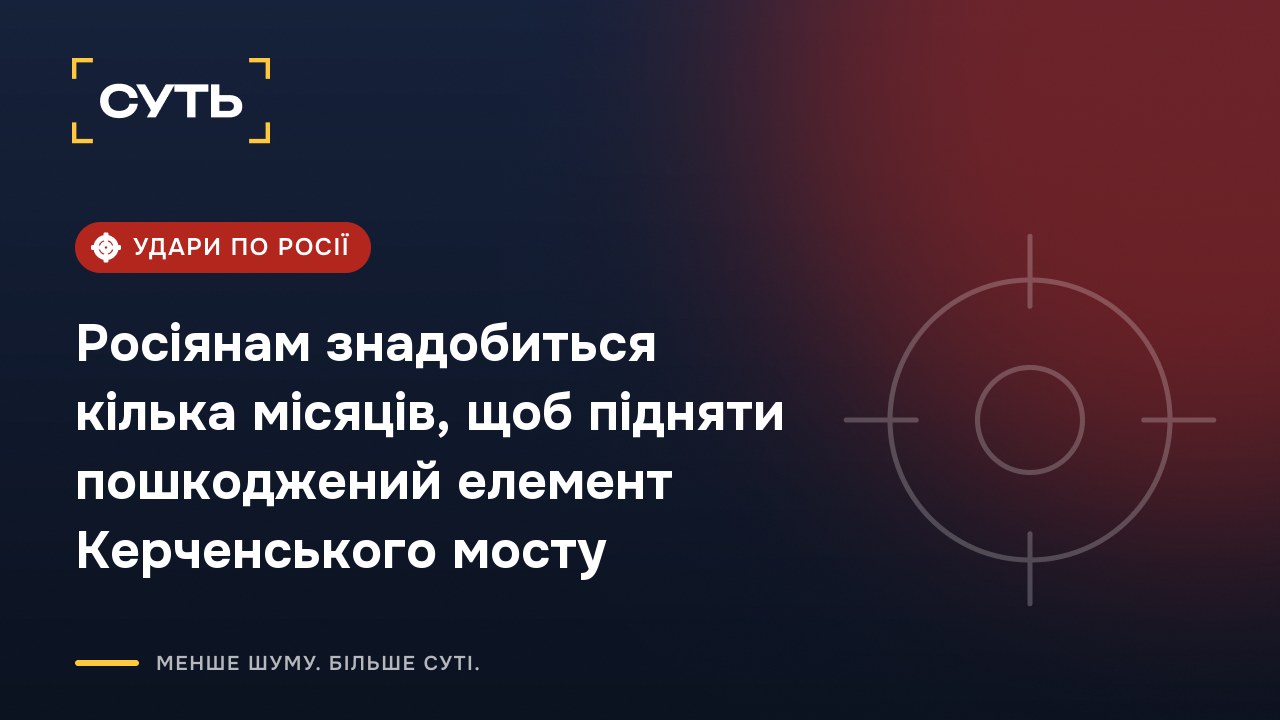 СУТЬ
УДАРИ ПО РОСІЇ
Росіянам знадобиться
кілька місяців, щоб підняти
пошкоджений елемент
Керченського мосту
МЕНШЕ ШУМУ. БІЛЬШЕ СУТІ.